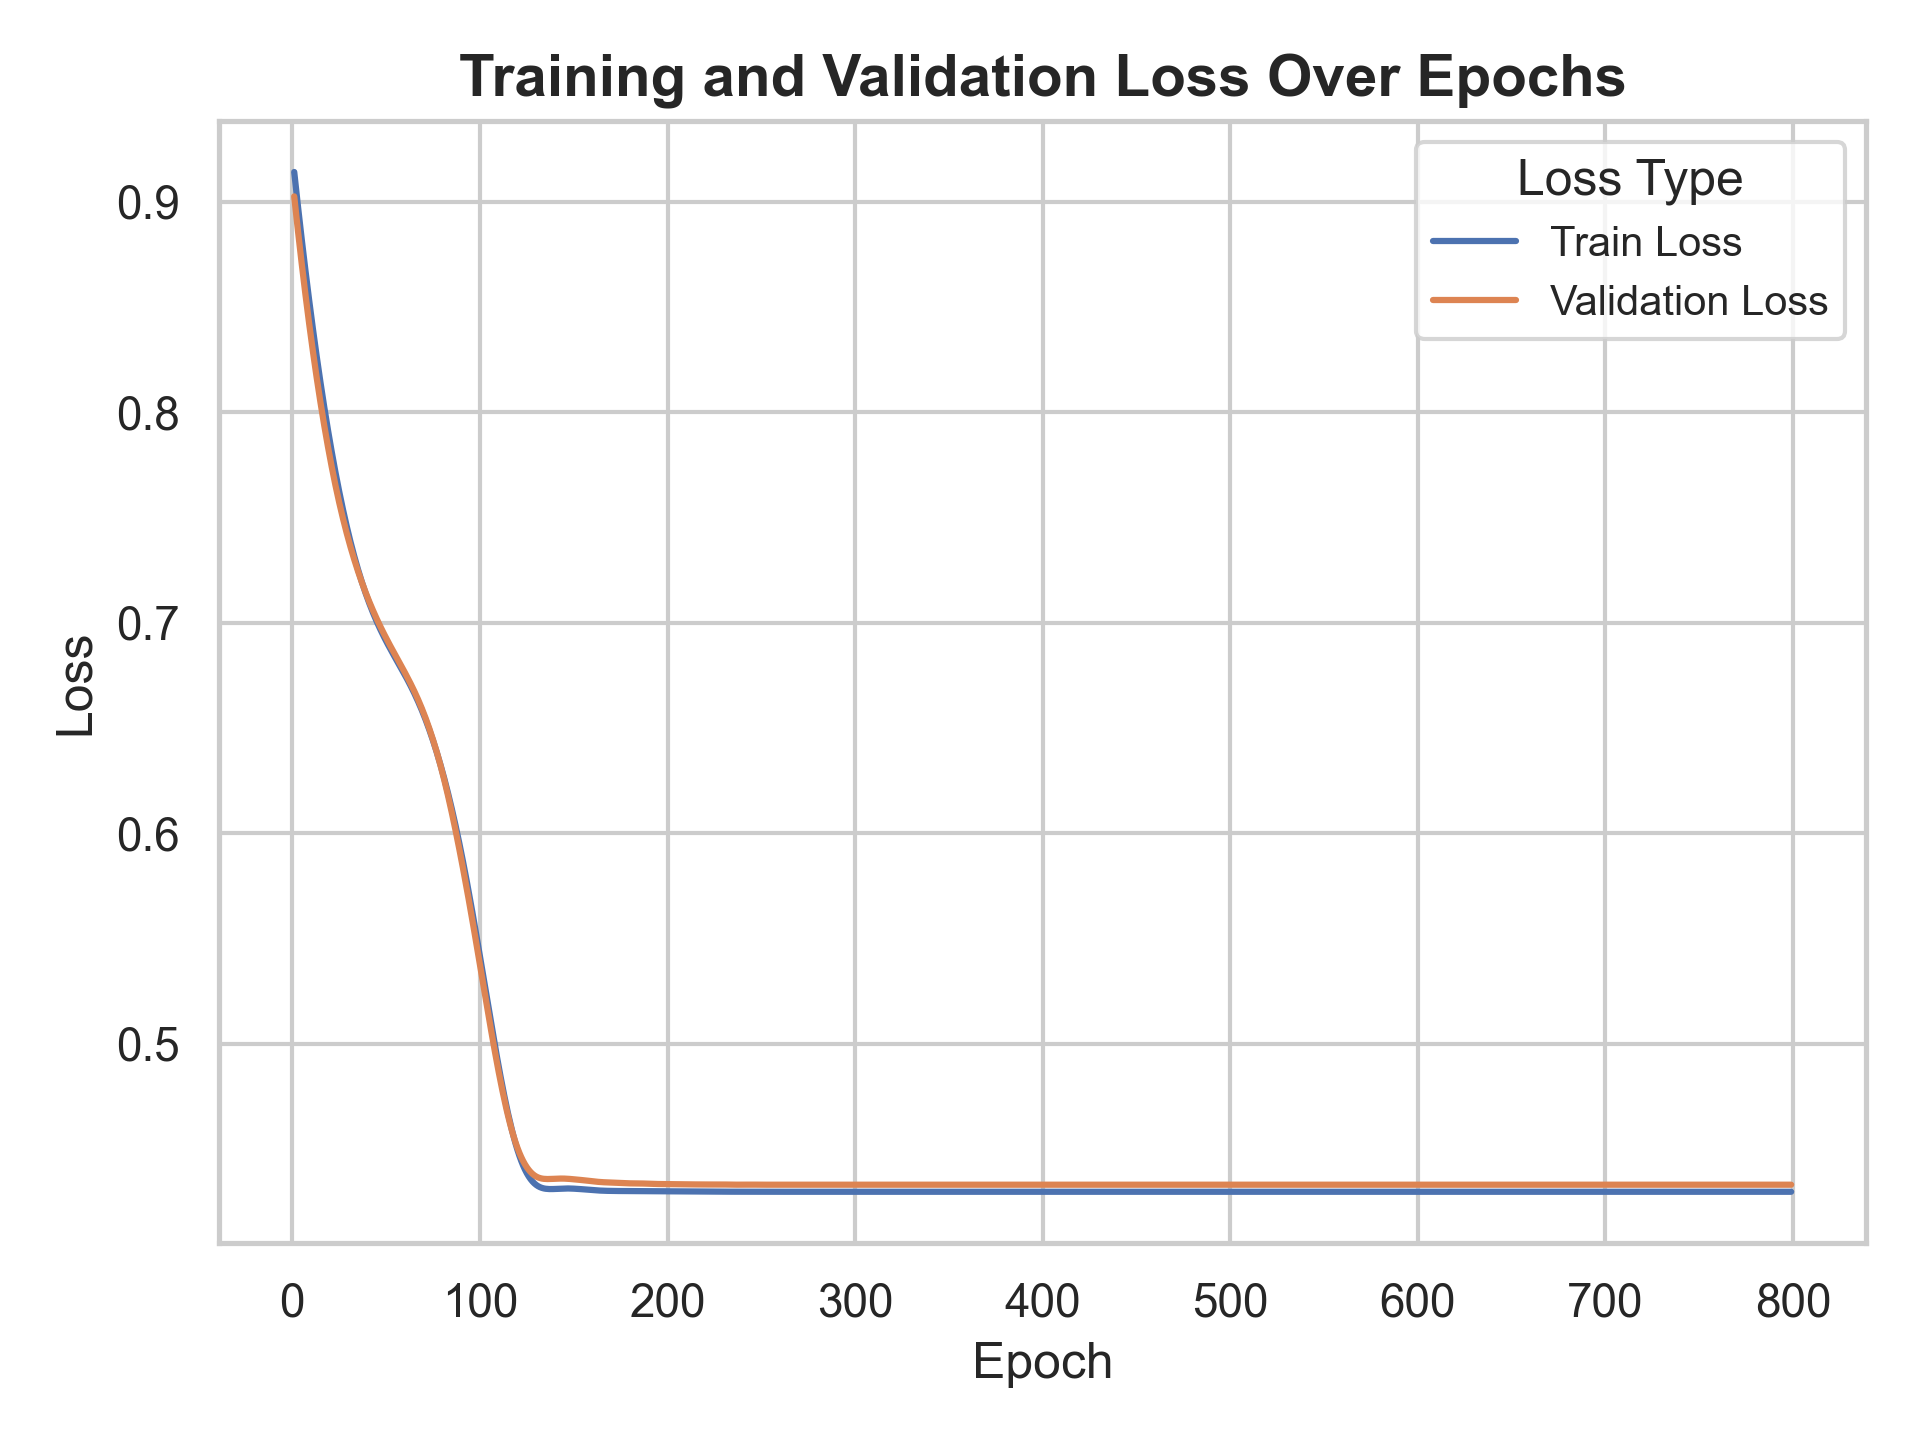 Training and Validation Loss Over Epochs
Loss Type
Train Loss
Validation Loss
0.9
0.8
0.7
0.6
0.5
Loss
0 100 200 300 400 500 600 700 800
Epoch